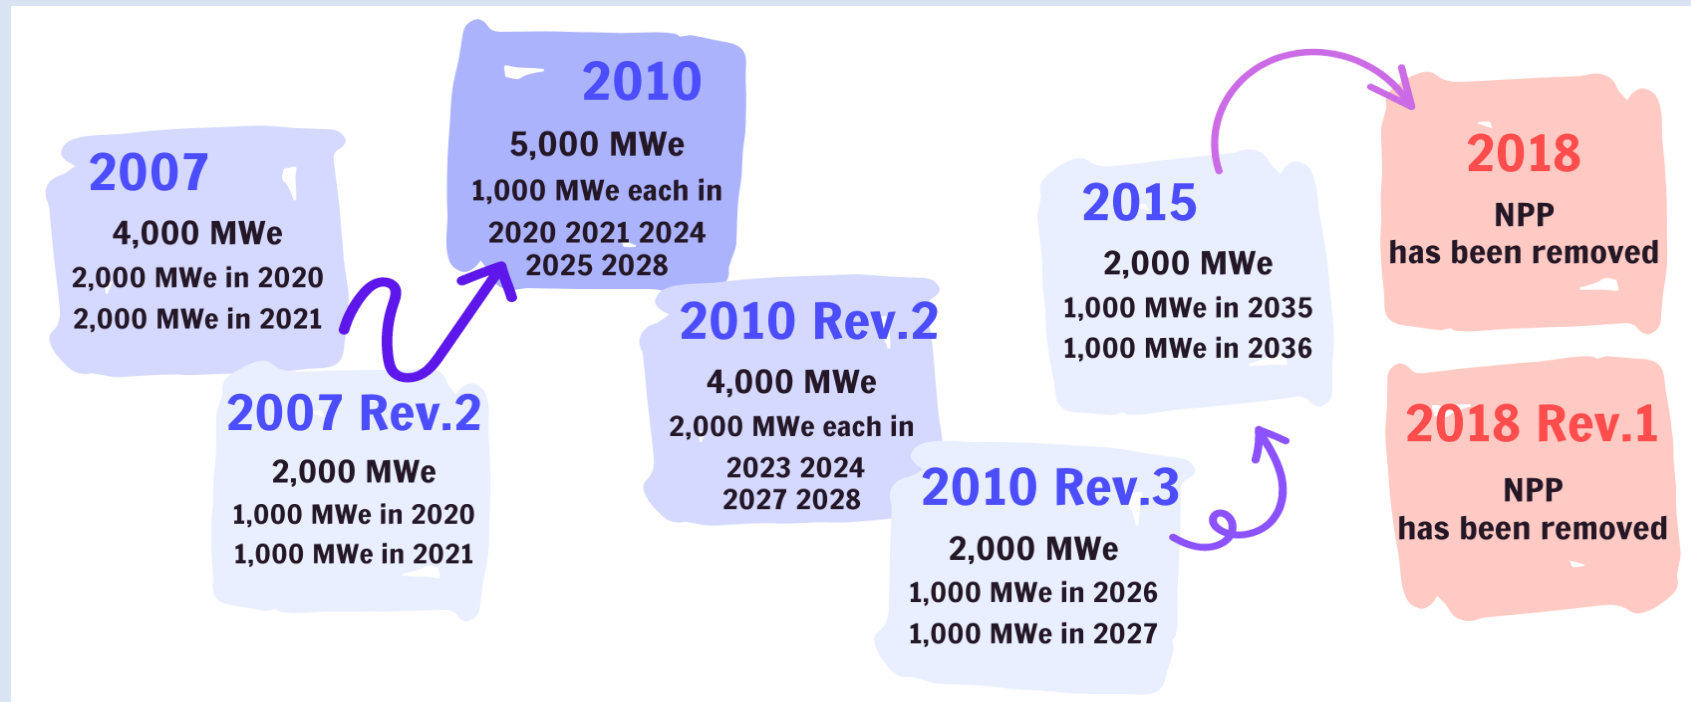 2007
4,000 MWe
2,000 MWe in 2020
2,000 MWe in 2021
2007 Rev.2
2,000 MWe
1,000 MWe in 2020
1,000 MWe in 2021
2010
5,000 MWe
1,000 MWe each in
2020 2021 2024
2025 2028
2010 Rev.2
4,000 MWe
2,000 MWe each in
2023 2024
2027 2028
2010 Rev.3
2,000 MWe
1,000 MWe in 2026
1,000 MWe in 2027
2015
2,000 MWe
1,000 MWe in 2035
1,000 MWe in 2036
2018
NPP
has been removed
2018 Rev.1
NPP
has been removed